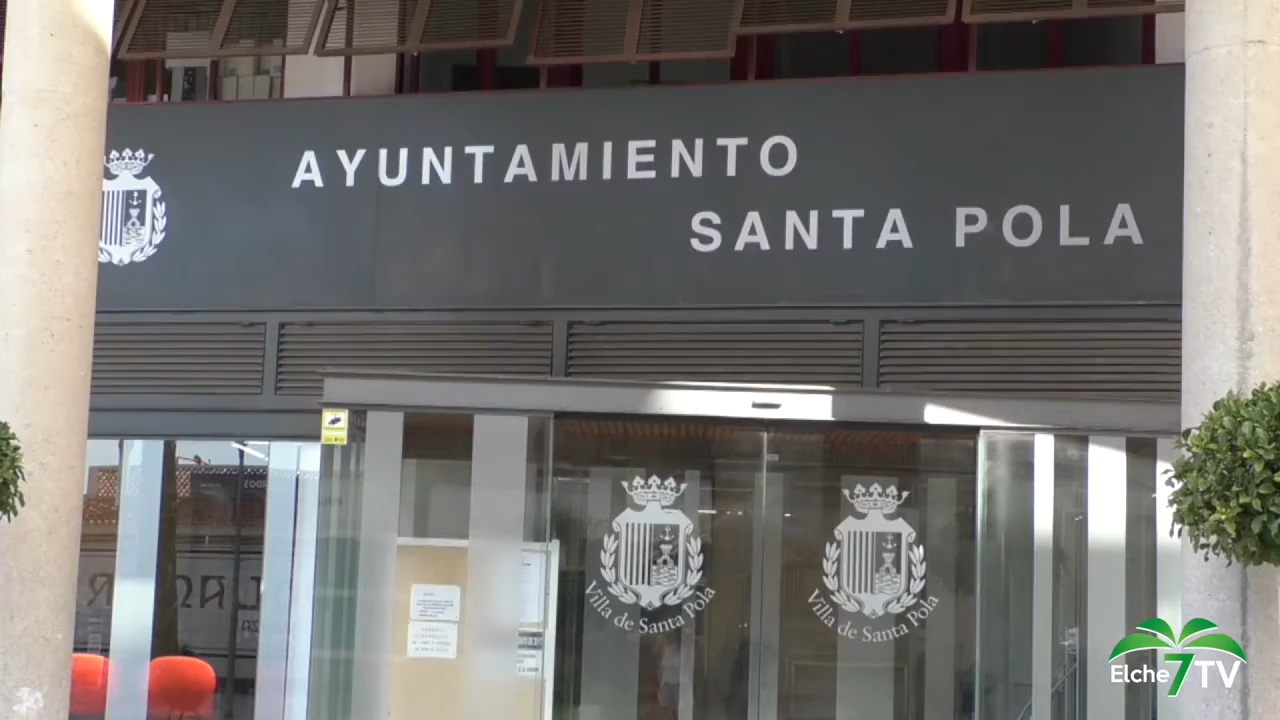 AYUNTAMIENTO
SANTA POLA
Villa de Santa Pola
Villa de Santa Pola
Elche 7 TV